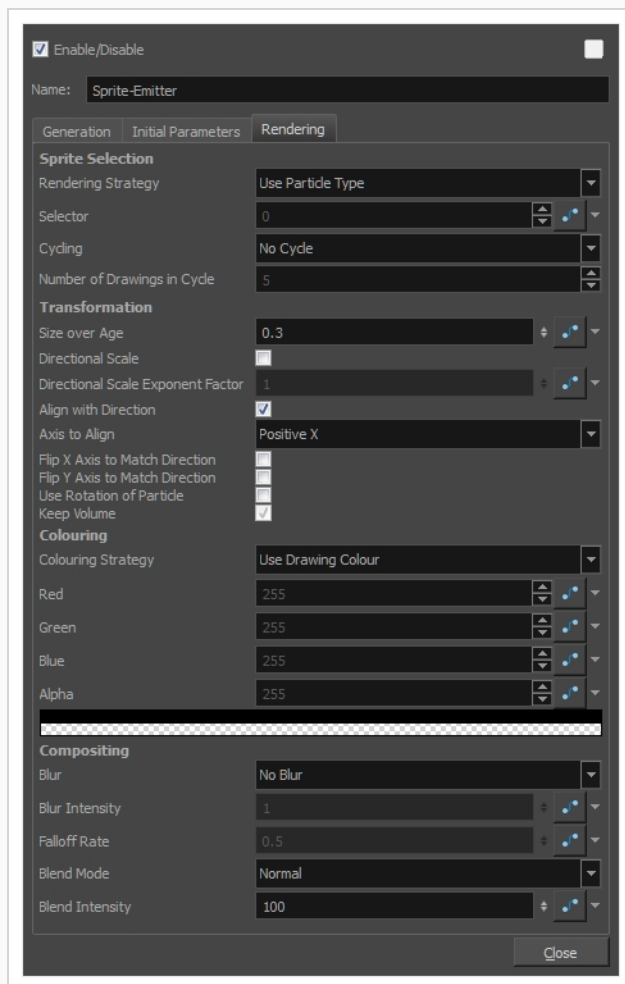 Enable/Disable
Name: Sprite-Emitter
Generation Initial Parameters Rendering
Sprite Selection
Rendering Strategy Use Particle Type
Selector 0
Cycling No Cycle
Number of Drawings in Cycle 5
Transformation
Size over Age 0.3
Directional Scale
Directional Scale Exponent Factor 1
Align with Direction
Axis to Align Positive X
Flip X Axis to Match Direction
Flip Y Axis to Match Direction
Use Rotation of Particle
Keep Volume
Colouring
Colouring Strategy Use Drawing Colour
Red 255
Green 255
Blue 255
Alpha 255
Compositing
Blur No Blur
Blur Intensity 1
Falloff Rate 0.5
Blend Mode Normal
Blend Intensity 100
Close